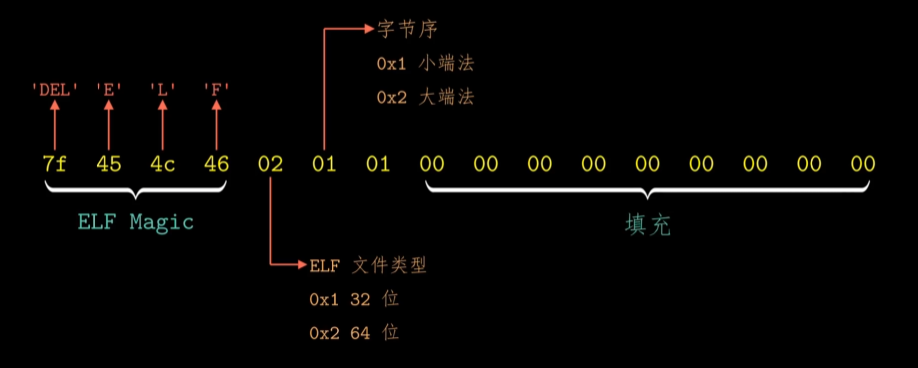 字节序
0x1 小端法
0x2 大端法
'DEL' 'E' 'L' 'F'
7f 45 4c 46 02 01 01 00 00 00 00 00 00 00 00 00
ELF Magic
填充
ELF 文件类型
0x1 32 位
0x2 64 位